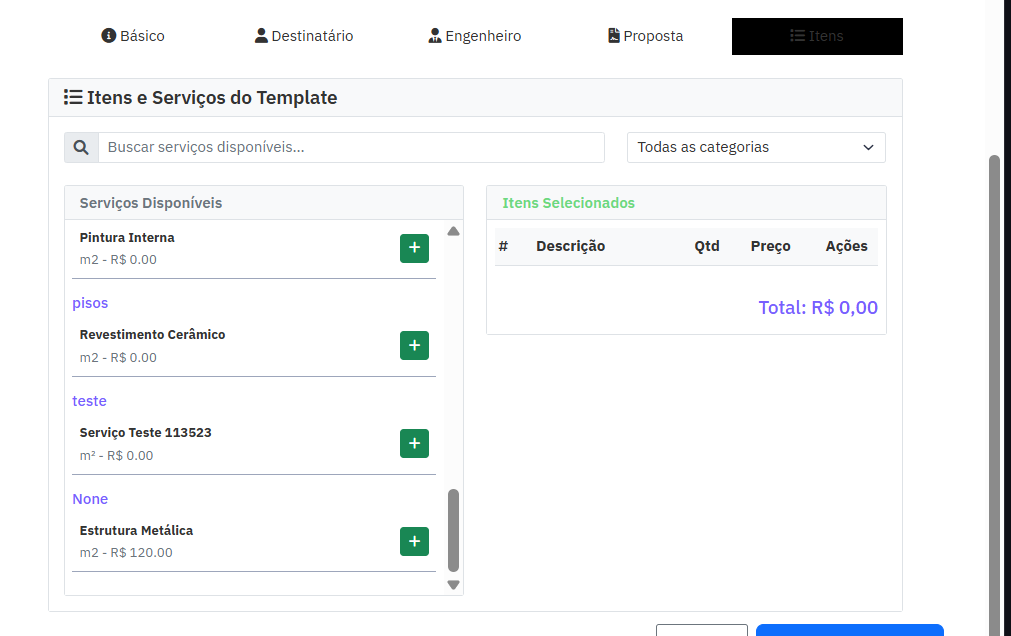 Básico Destinatário Engenheiro Proposta Itens
Itens e Serviços do Template
Buscar serviços disponíveis... Todas as categorias
Serviços Disponíveis
Pintura Interna
m2 - R$ 0.00
pisos
Revestimento Cerâmico
m2 - R$ 0.00
teste
Serviço Teste 113523
m² - R$ 0.00
None
Estrutura Metálica
m2 - R$ 120.00
Itens Selecionados
# Descrição Qtd Preço Ações
Total: R$ 0,00